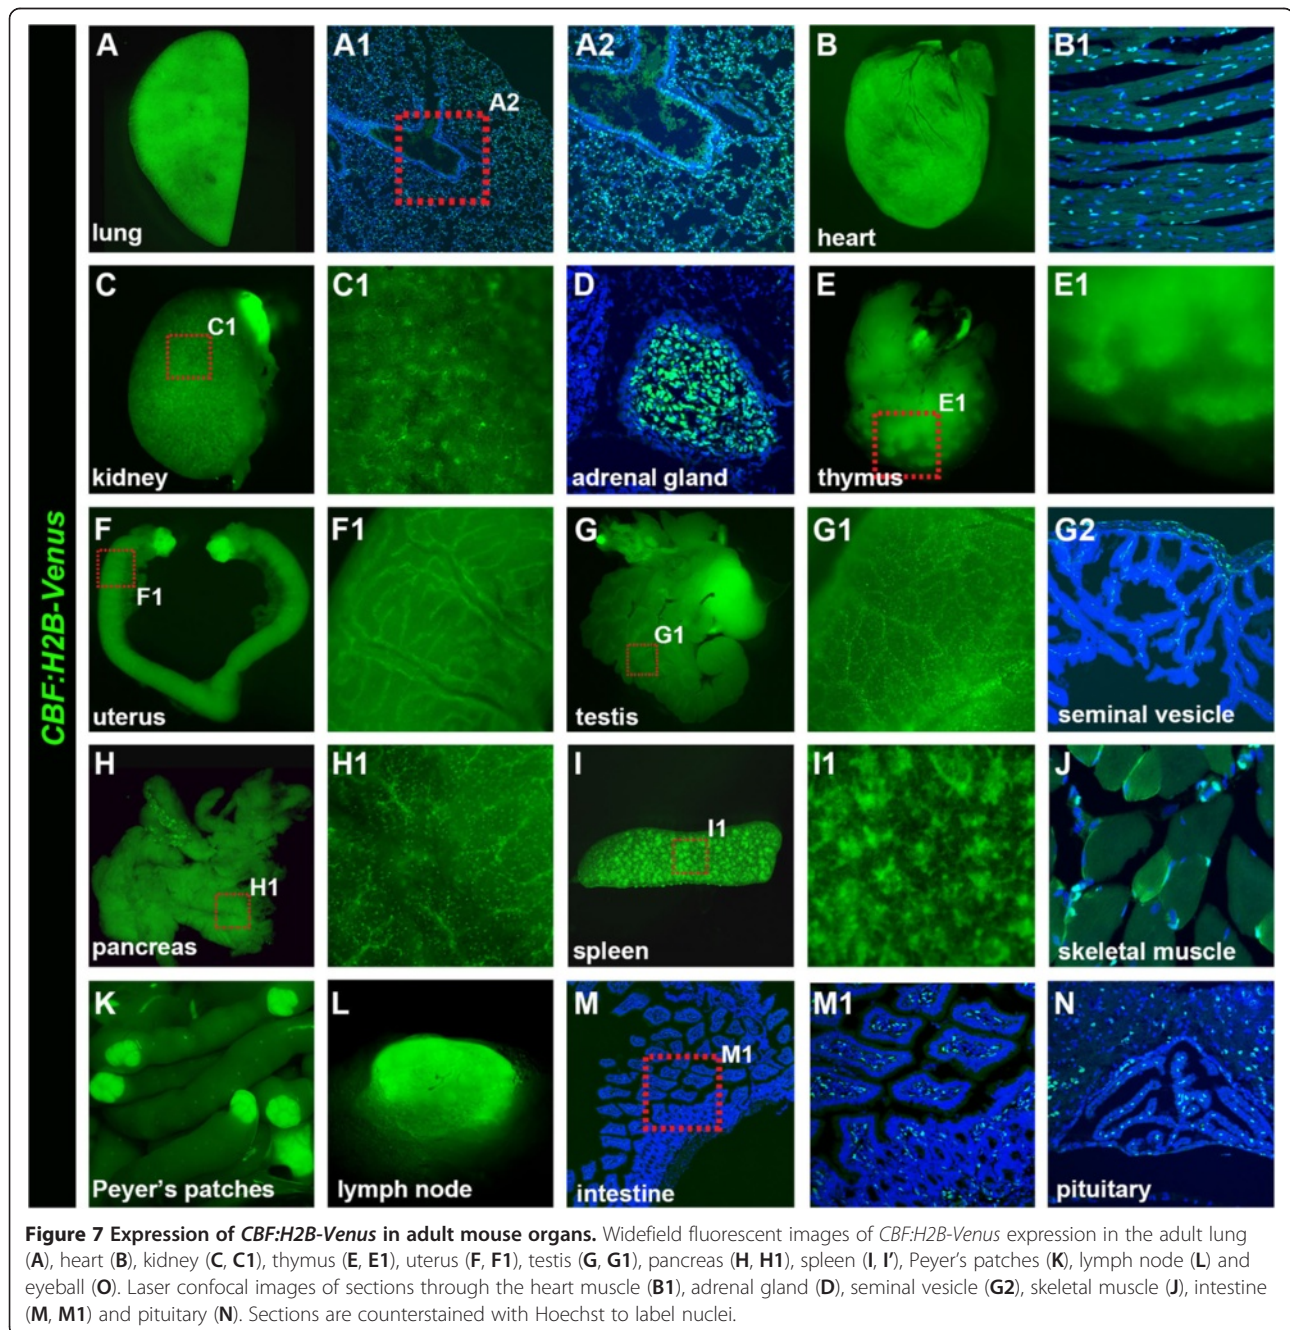 CBF:H2B-Venus
A
lung
A1
A2
A2
B
heart
B1
C
C1
kidney
C1
D
adrenal gland
E
E1
thymus
E1
F
F1
uterus
F1
G
G1
testis
G1
G2
seminal vesicle
H
H1
pancreas
H1
I
I1
spleen
I1
J
skeletal muscle
K
Peyer's patches
L
lymph node
M
M1
intestine
M1
N
pituitary
Figure 7 Expression of CBF:H2B-Venus in adult mouse organs. Widefield fluorescent images of CBF:H2B-Venus expression in the adult lung
(A), heart (B), kidney (C, C1), thymus (E, E1), uterus (F, F1), testis (G, G1), pancreas (H, H1), spleen (I, I'), Peyer's patches (K), lymph node (L) and
eyeball (O). Laser confocal images of sections through the heart muscle (B1), adrenal gland (D), seminal vesicle (G2), skeletal muscle (J), intestine
(M, M1) and pituitary (N). Sections are counterstained with Hoechst to label nuclei.